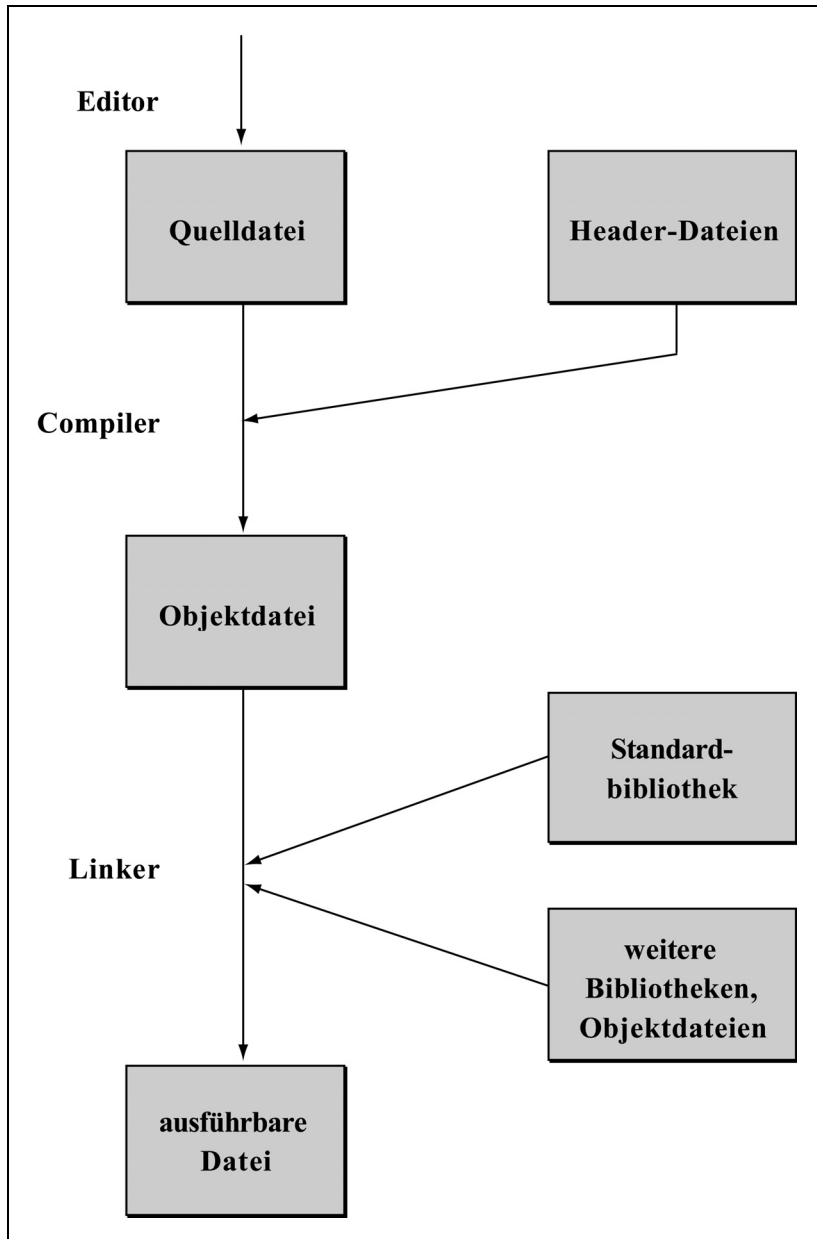 Editor
Quelldatei
Header-Dateien
Compiler
Objektdatei
Standard-
bibliothek
Linker
weitere
Bibliotheken,
Objektdateien
ausführbare
Datei